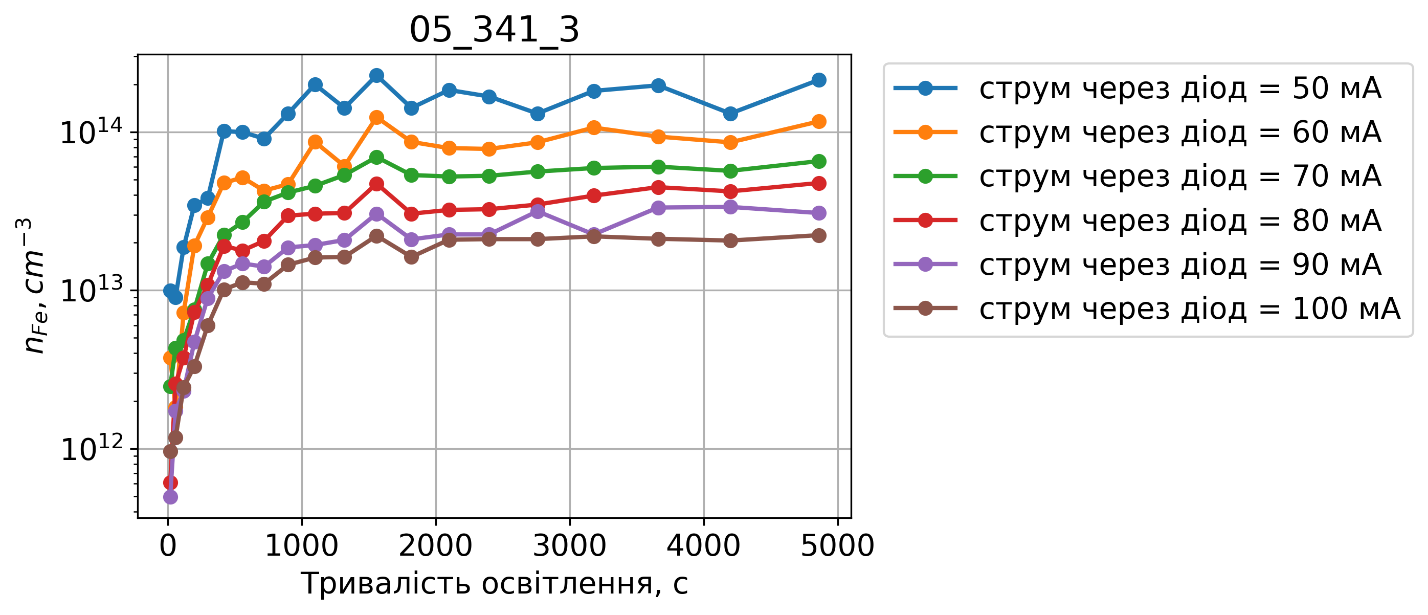 05_341_3
n_{Fe}, cm^{-3}
10^{14}
10^{13}
10^{12}
0 1000 2000 3000 4000 5000
Тривалість освітлення, с
струм через діод = 50 мА
струм через діод = 60 мА
струм через діод = 70 мА
струм через діод = 80 мА
струм через діод = 90 мА
струм через діод = 100 мА